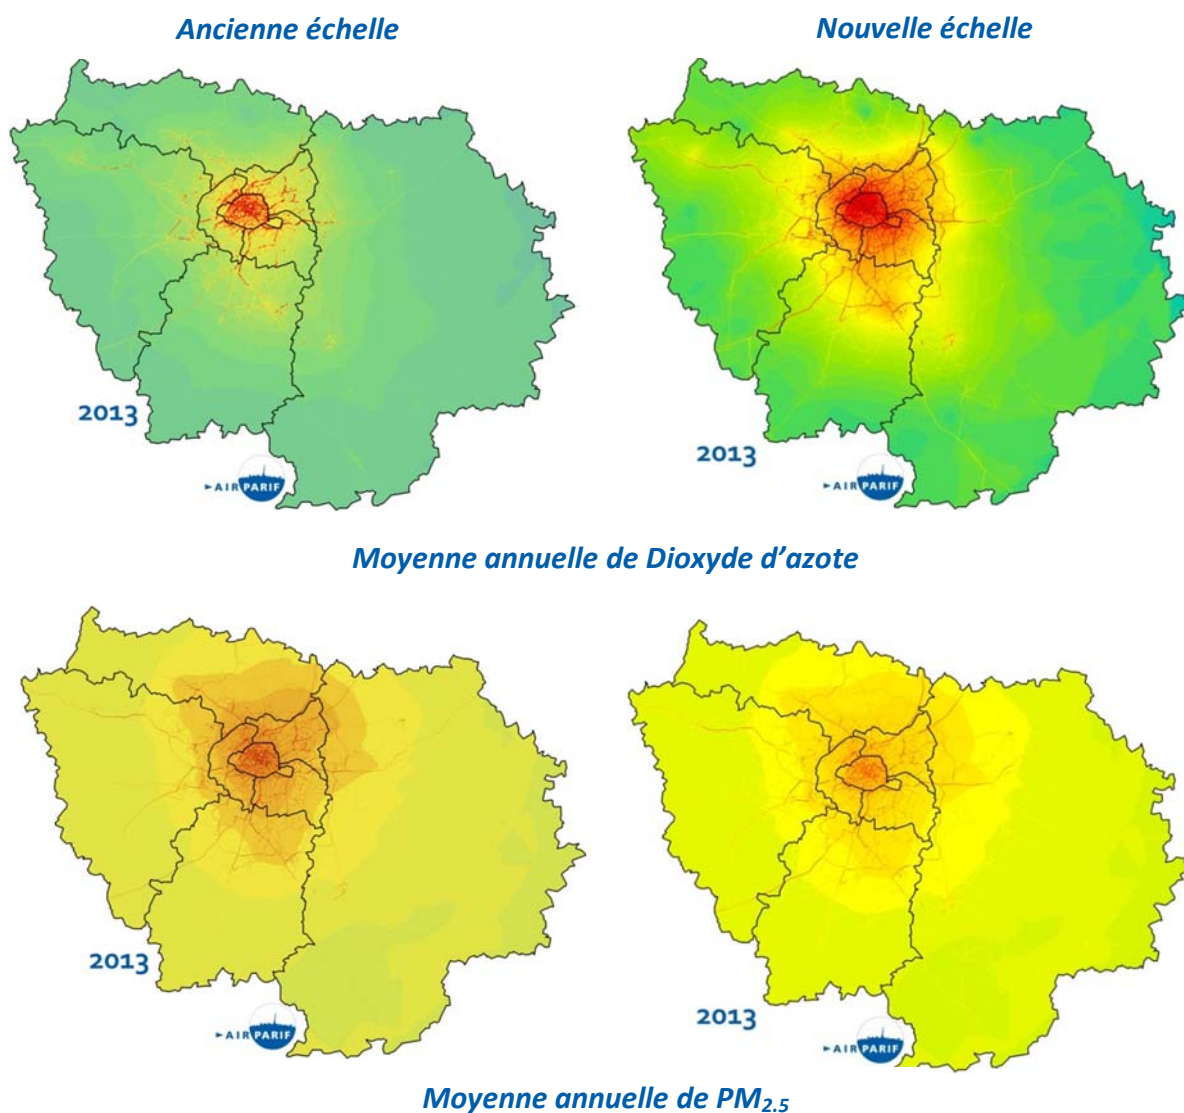 Ancienne échelle
Nouvelle échelle
2013
AIRPARIF
2013
AIRPARIF
Moyenne annuelle de Dioxyde d'azote
2013
AIRPARIF
2013
AIRPARIF
Moyenne annuelle de PM2.5